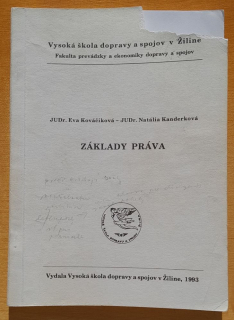 Vysoká škola dopravy a spojov v Žiline
Fakulta prevádzky a ekonomiky dopravy a spojov
JUDr. Eva Kováčiková – JUDr. Natália Kanderková
ZÁKLADY PRÁVA
Vydala Vysoká škola dopravy a spojov v Žiline, 1993